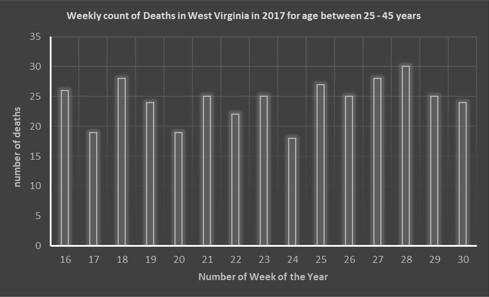 Weekly count of Deaths in West Virginia in 2017 for age between 25 - 45 years
35
30
25
20
15
10
5
0
number of deaths
16 17 18 19 20 21 22 23 24 25 26 27 28 29 30
Number of Week of the Year